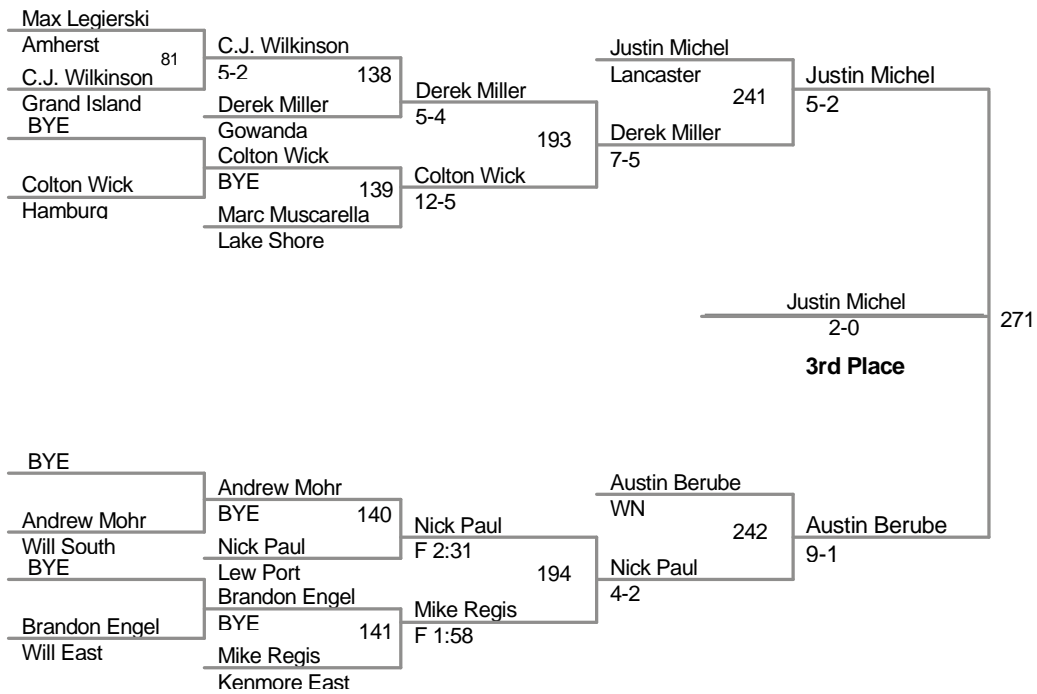 Max Legierski
Amherst
81
C.J. Wilkinson
Grand Island
BYE
Colton Wick
Hamburg
C.J. Wilkinson
5-2
138
Derek Miller
Gowanda
Colton Wick
BYE
139
Marc Muscarella
Lake Shore
Derek Miller
5-4
193
Colton Wick
12-5
Justin Michel
Lancaster
241
Derek Miller
7-5
Justin Michel
5-2
Justin Michel
2-0
271
3rd Place
BYE
Andrew Mohr
Will South
BYE
Brandon Engel
Will East
Andrew Mohr
BYE
140
Nick Paul
Lew Port
Brandon Engel
BYE
141
Mike Regis
Kenmore East
Nick Paul
F 2:31
194
Mike Regis
F 1:58
Austin Berube
WN
242
Nick Paul
4-2
Austin Berube
9-1